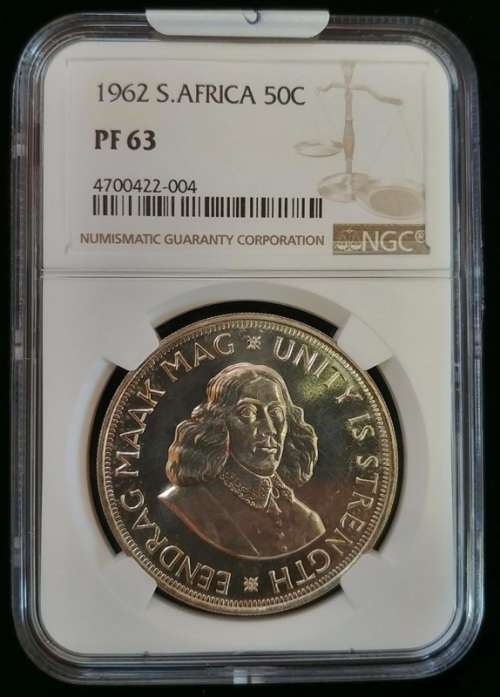 1962 S.AFRICA 50C
PF 63
4700422-004
NUMISMATIC GUARANTY CORPORATION
NGC®
EENDRAG MAAK MAG
UNITY IS STRENGTH